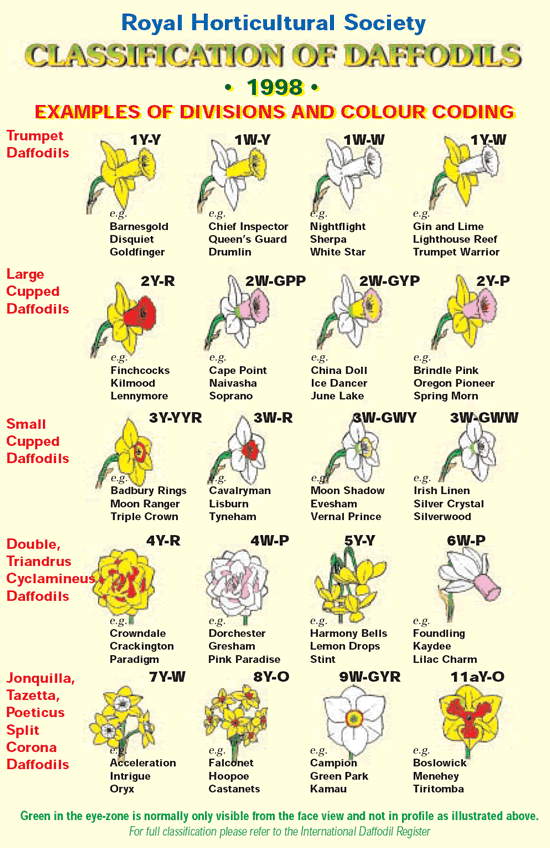 Royal Horticultural Society
CLASSIFICATION OF DAFFODILS
• 1998 •
EXAMPLES OF DIVISIONS AND COLOUR CODING
Trumpet
Daffodils
1Y-Y
e.g.
Barnesgold
Disquiet
Goldfinger
1W-Y
e.g.
Chief Inspector
Queen's Guard
Drumlin
1W-W
e.g.
Nightflight
Sherpa
White Star
1Y-W
e.g.
Gin and Lime
Lighthouse Reef
Trumpet Warrior
Large
Cupped
Daffodils
2Y-R
e.g.
Finchcocks
Kilmood
Lennymore
2W-GPP
e.g.
Cape Point
Naivasha
Soprano
2W-GYP
e.g.
China Doll
Ice Dancer
June Lake
2Y-P
e.g.
Brindle Pink
Oregon Pioneer
Spring Morn
Small
Cupped
Daffodils
3Y-YYR
e.g.
Badbury Rings
Moon Ranger
Triple Crown
3W-R
e.g.
Cavalryman
Lisburn
Tyneham
3W-GWY
e.g.
Moon Shadow
Evesham
Vernal Prince
3W-GWW
e.g.
Irish Linen
Silver Crystal
Silverwood
Double,
Triandrus
Cyclamineus
Daffodils
4Y-R
e.g.
Crowndale
Crackington
Paradigm
4W-P
e.g.
Dorchester
Gresham
Pink Paradise
5Y-Y
e.g.
Harmony Bells
Lemon Drops
Stint
6W-P
e.g.
Foundling
Kaydee
Lilac Charm
Jonquilla,
Tazetta,
Poeticus
Split
Corona
Daffodils
7Y-W
e.g.
Acceleration
Intrigue
Oryx
8Y-O
e.g.
Falconet
Hoopoe
Castanets
9W-GYR
e.g.
Campion
Green Park
Kamau
11aY-O
e.g.
Boslowick
Menehey
Tiritomba
Green in the eye-zone is normally only visible from the face view and not in profile as illustrated above.
For full classification please refer to the International Daffodil Register